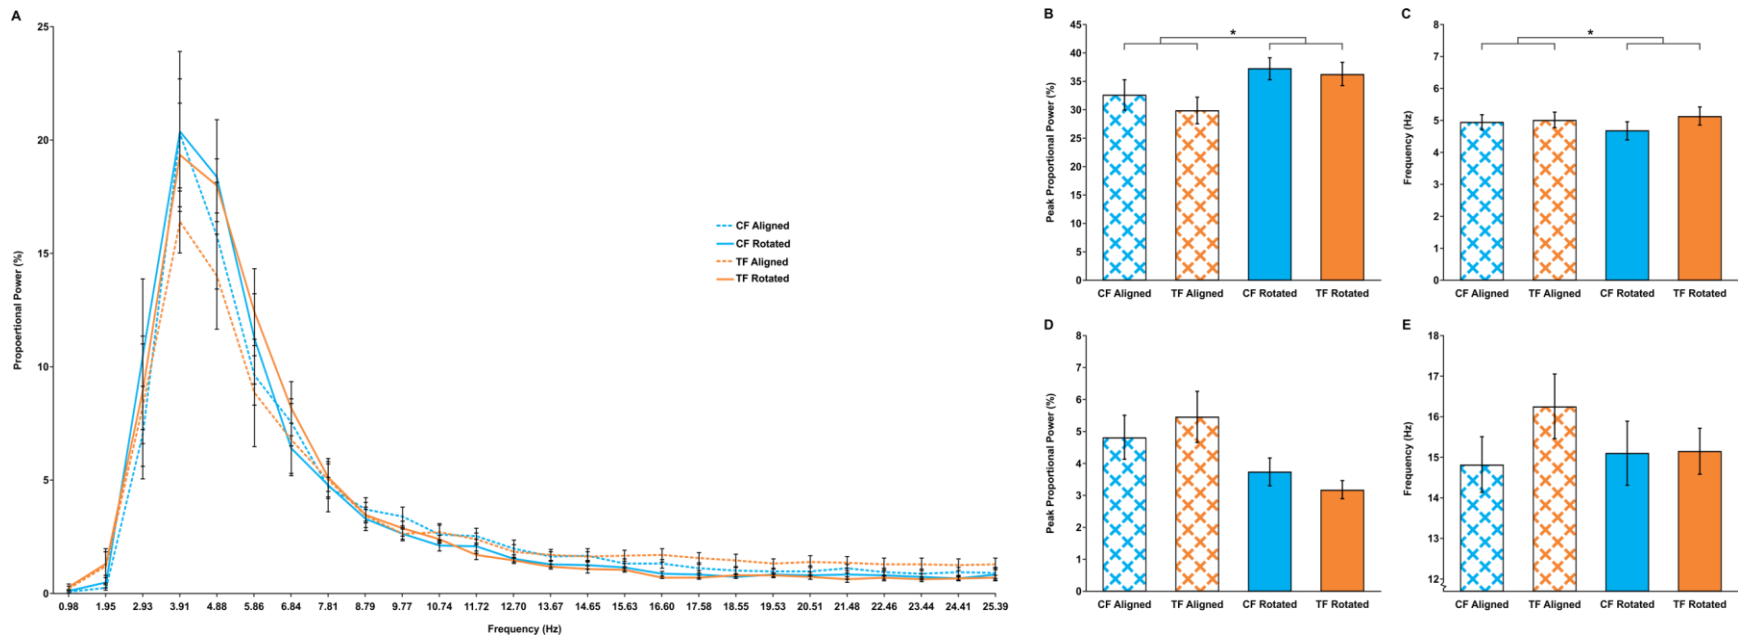 A
25
20
15
10
5
0
Propoertional Power (%)
0.98 1.95 2.93 3.91 4.88 5.86 6.84 7.81 8.79 9.77 10.74 11.72 12.70 13.67 14.65 15.63 16.60 17.58 18.55 19.53 20.51 21.48 22.46 23.44 24.41 25.39
Frequency (Hz)
CF Aligned
CF Rotated
TF Aligned
TF Rotated
B
45
40
35
30
25
20
15
10
5
0
Peak Proportional Power (%)
*
CF Aligned TF Aligned CF Rotated TF Rotated
C
8
7
6
5
4
3
2
1
0
Frequency (Hz)
*
CF Aligned TF Aligned CF Rotated TF Rotated
D
8
7
6
5
4
3
2
1
0
Peak Proportional Power (%)
CF Aligned TF Aligned CF Rotated TF Rotated
E
18
17
16
15
14
13
12
Frequency (Hz)
CF Aligned TF Aligned CF Rotated TF Rotated